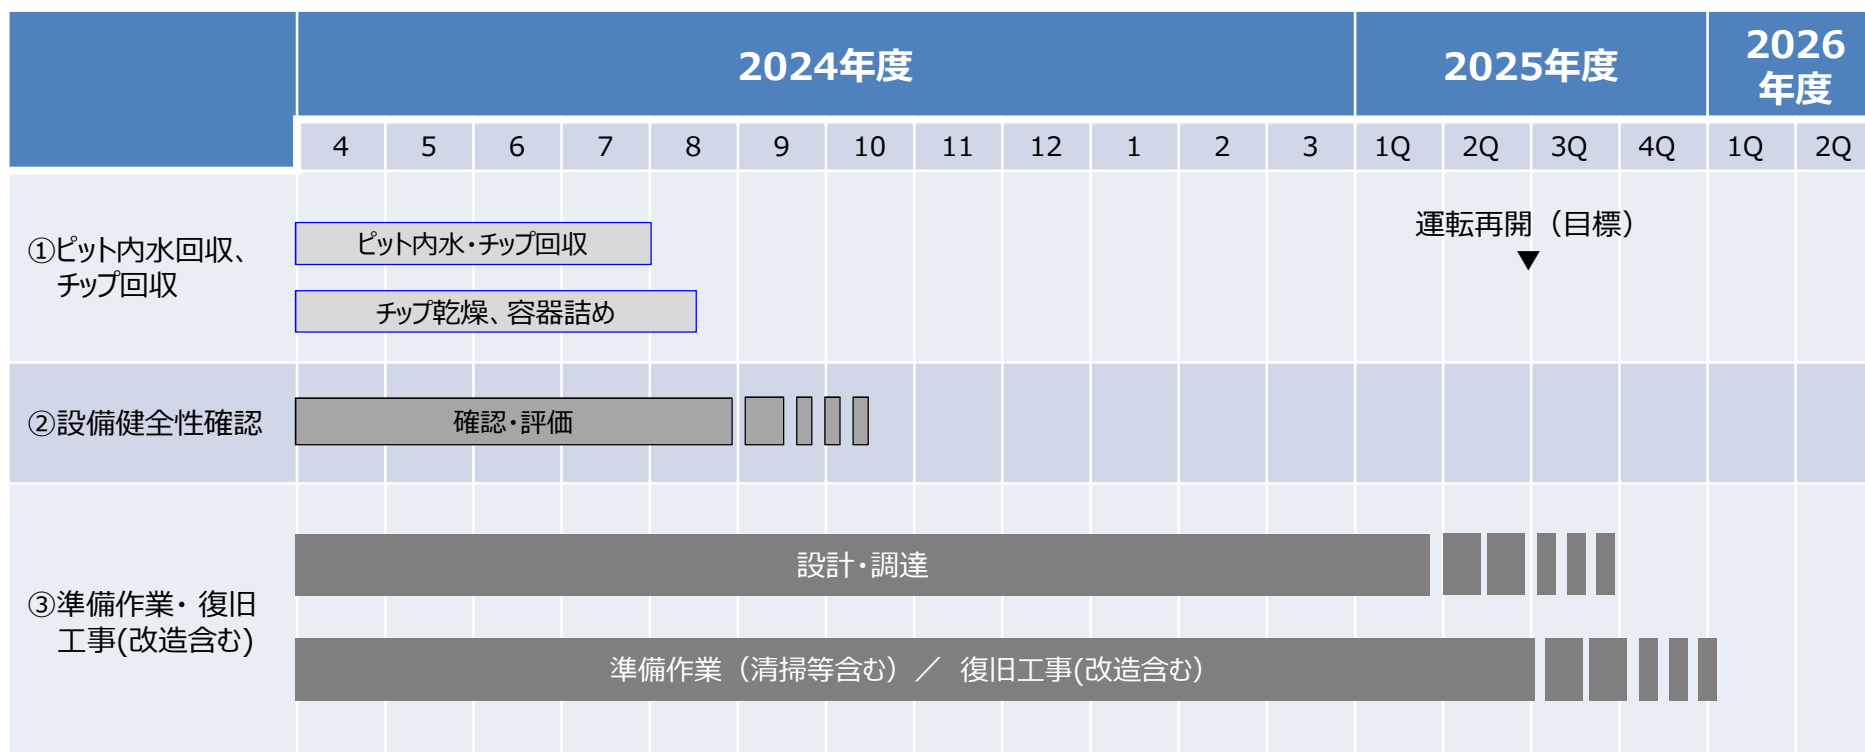 2024年度
2025年度
2026
年度
4 5 6 7 8 9 10 11 12 1 2 3 1Q 2Q 3Q 4Q 1Q 2Q
①ピット内水回収、
チップ回収
ピット内水・チップ回収
チップ乾燥、容器詰め
運転再開（目標）
▼
②設備健全性確認
確認・評価
③準備作業・ 復旧
工事(改造含む)
設計・調達
準備作業（清掃等含む）／ 復旧工事(改造含む）